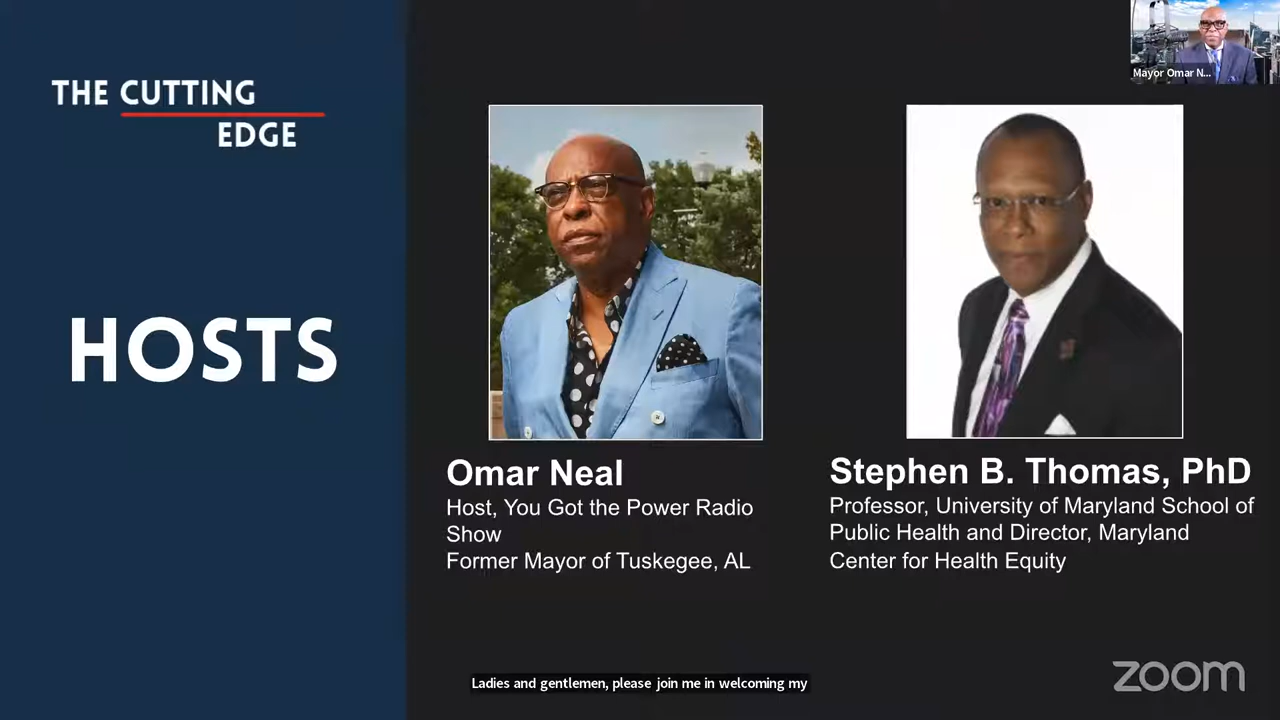 THE CUTTING
EDGE
HOSTS
Mayor Omar N...
Omar Neal
Host, You Got the Power Radio
Show
Former Mayor of Tuskegee, AL
Stephen B. Thomas, PhD
Professor, University of Maryland School of
Public Health and Director, Maryland
Center for Health Equity
Ladies and gentlemen, please join me in welcoming my
zoom